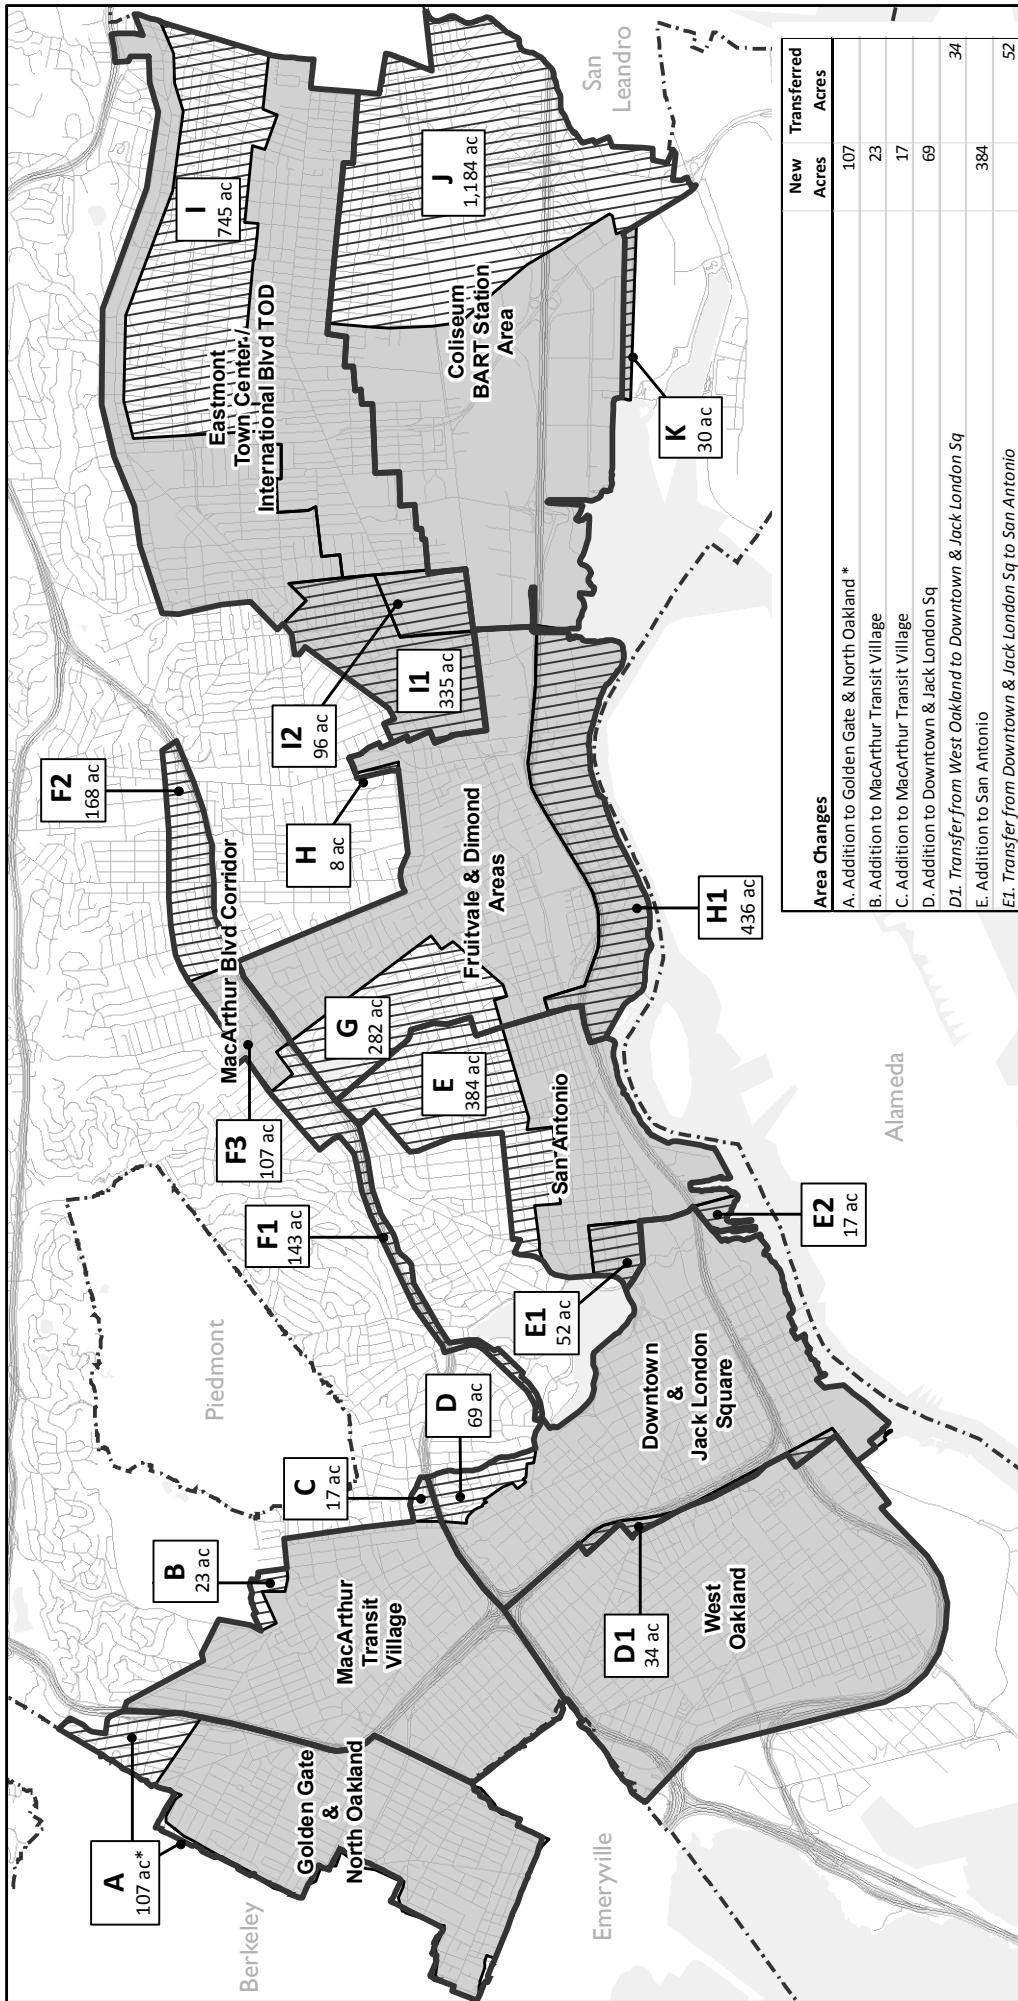 A
107 ac*
B
23 ac
C
17 ac
D
69 ac
D1
34 ac
E
384 ac
E1
52 ac
E2
17 ac
F1
143 ac
F2
168 ac
F3
107 ac
G
282 ac
H
8 ac
H1
436 ac
I
745 ac
I1
335 ac
I2
96 ac
J
1,184 ac
K
30 ac
Berkeley
Emeryville
Piedmont
Alameda
San
Leandro
Golden Gate
&
North Oakland
MacArthur
Transit
Village
West
Oakland
Downtown
&
Jack London
Square
San Antonio
MacArthur Blvd Corridor
Fruitvale & Dimond
Areas
Eastmont
Town Center /
International Blvd TOD
Coliseum
BART Station
Area
Area Changes New Acres Transferred Acres
A. Addition to Golden Gate & North Oakland * 107
B. Addition to MacArthur Transit Village 23
C. Addition to MacArthur Transit Village 17
D. Addition to Downtown & Jack London Sq 69
D1. Transfer from West Oakland to Downtown & Jack London Sq 34
E. Addition to San Antonio 384
E1. Transfer from Downtown & Jack London Sq to San Antonio 52